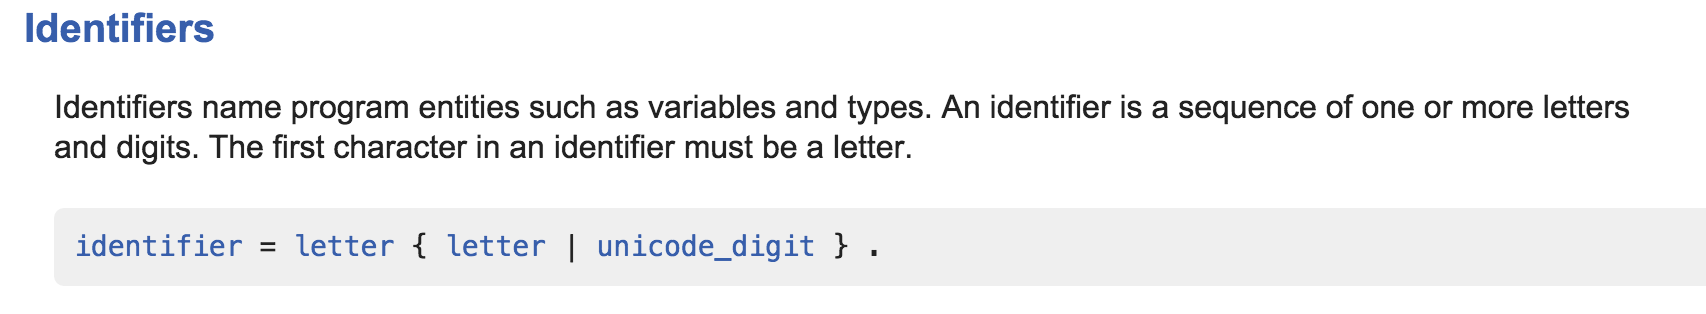 Identifiers
Identifiers name program entities such as variables and types. An identifier is a sequence of one or more letters
and digits. The first character in an identifier must be a letter.
identifier = letter { letter | unicode_digit } .